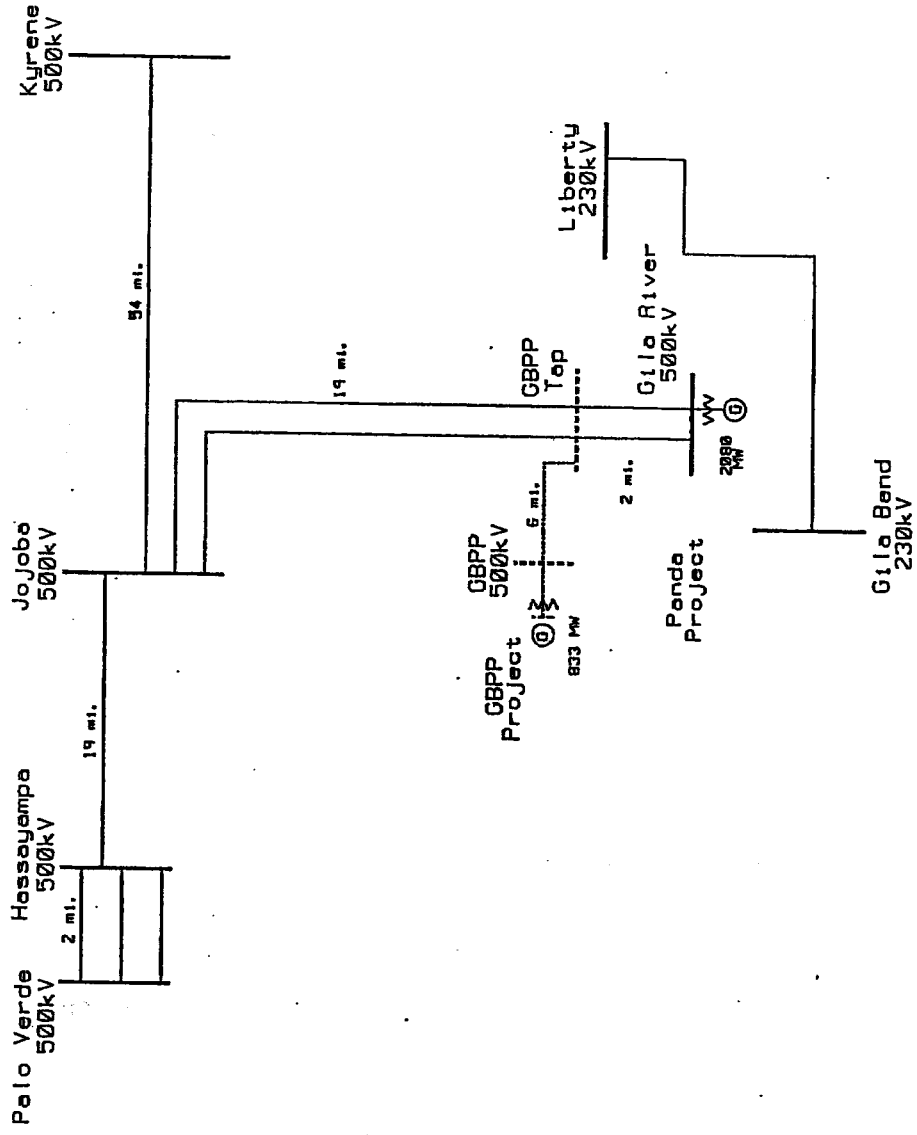 Palo Verde
500kV
Hassayampa
500kV
Jojoba
500kV
Kyrene
500kV
2 mi.
19 mi.
54 mi.
19 mi.
GBPP
Project
833 MW
GBPP
500kV
6 mi.
GBPP
Tap
2 mi.
Panda
Project
2080
MW
Gila River
500kV
Liberty
230kV
Gila Bend
230kV